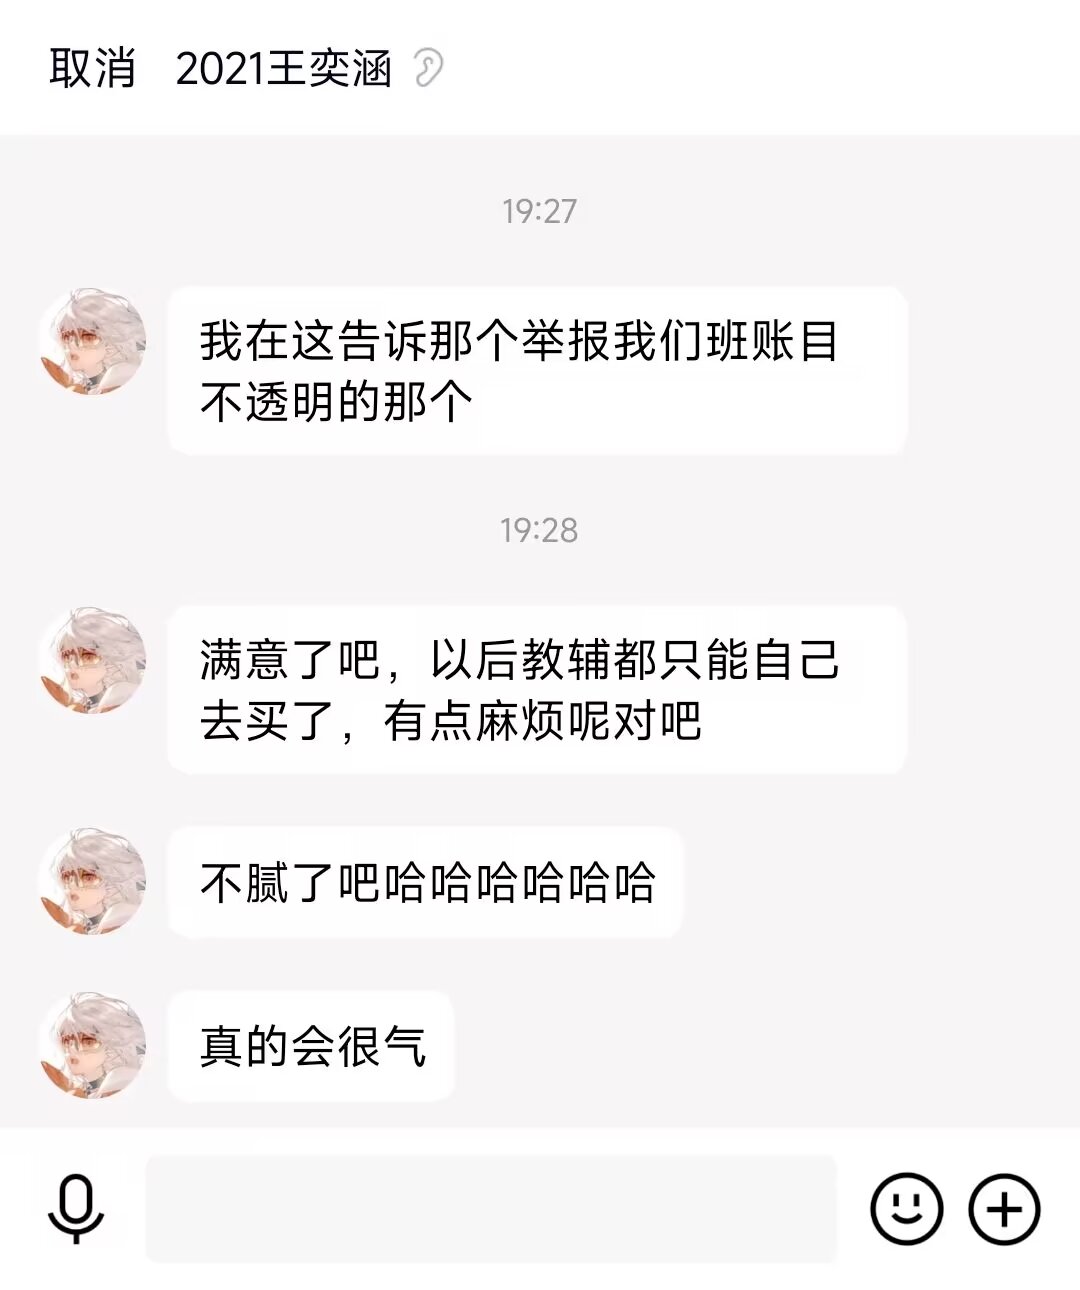 取消 2021王奕涵
19:27
我在这告诉那个举报我们班账目
不透明的那个
19:28
满意了吧，以后教辅都只能自己
去买了，有点麻烦呢对吧
不腻了吧哈哈哈哈哈哈
真的会很气